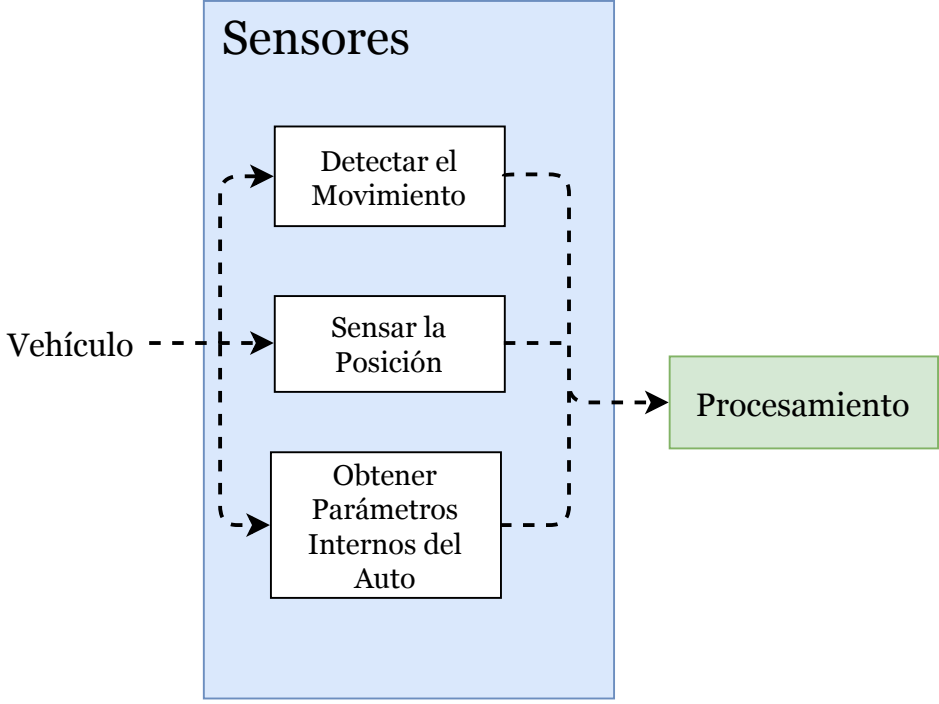 Sensores
Detectar el
Movimiento
Vehículo
Sensar la
Posición
Procesamiento
Obtener
Parámetros
Internos del
Auto